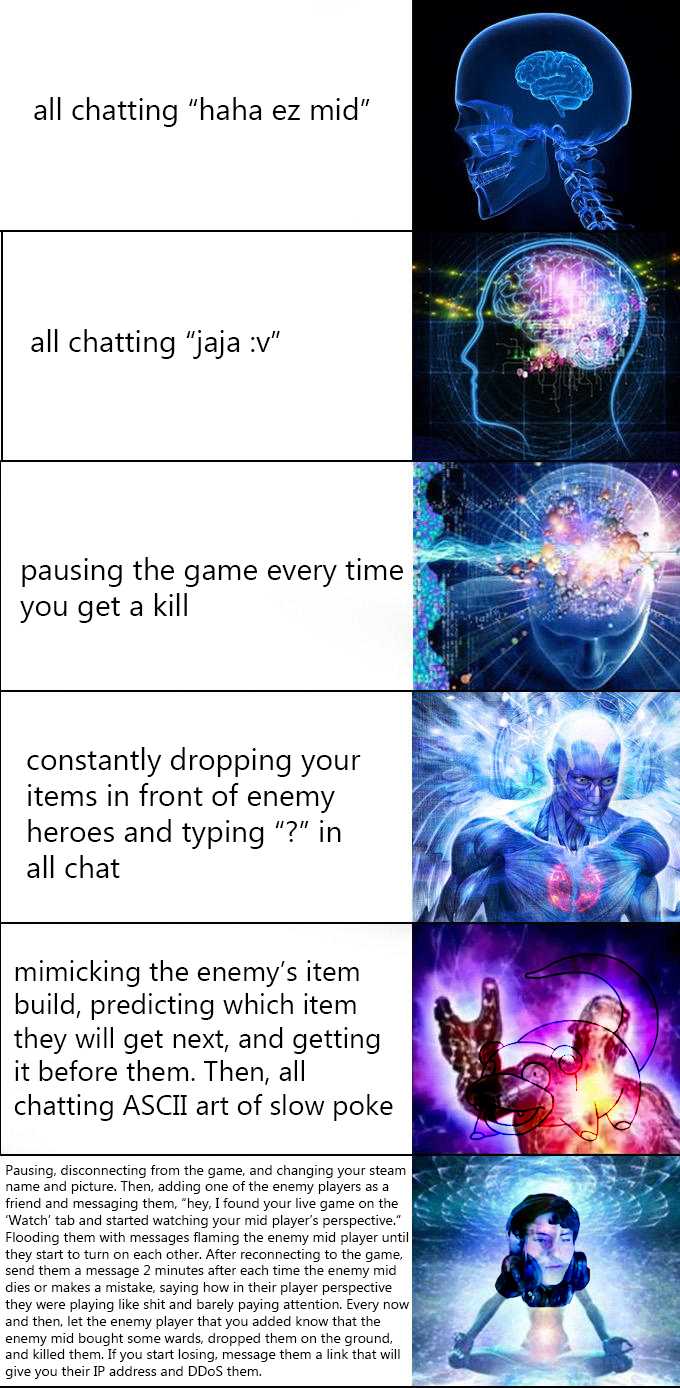 all chatting “haha ez mid”
all chatting “jaja :v”
pausing the game every time
you get a kill
constantly dropping your
items in front of enemy
heroes and typing “?” in
all chat
mimicking the enemy’s item
build, predicting which item
they will get next, and getting
it before them. Then, all
chatting ASCII art of slow poke
Pausing, disconnecting from the game, and changing your steam
name and picture. Then, adding one of the enemy players as a
friend and messaging them, “hey, I found your live game on the
‘Watch’ tab and started watching your mid player’s perspective.”
Flooding them with messages flaming the enemy mid player until
they start to turn on each other. After reconnecting to the game,
send them a message 2 minutes after each time the enemy mid
dies or makes a mistake, saying how in their player perspective
they were playing like shit and barely paying attention. Every now
and then, let the enemy player that you added know that the
enemy mid bought some wards, dropped them on the ground,
and killed them. If you start losing, message them a link that will
give you their IP address and DDoS them.